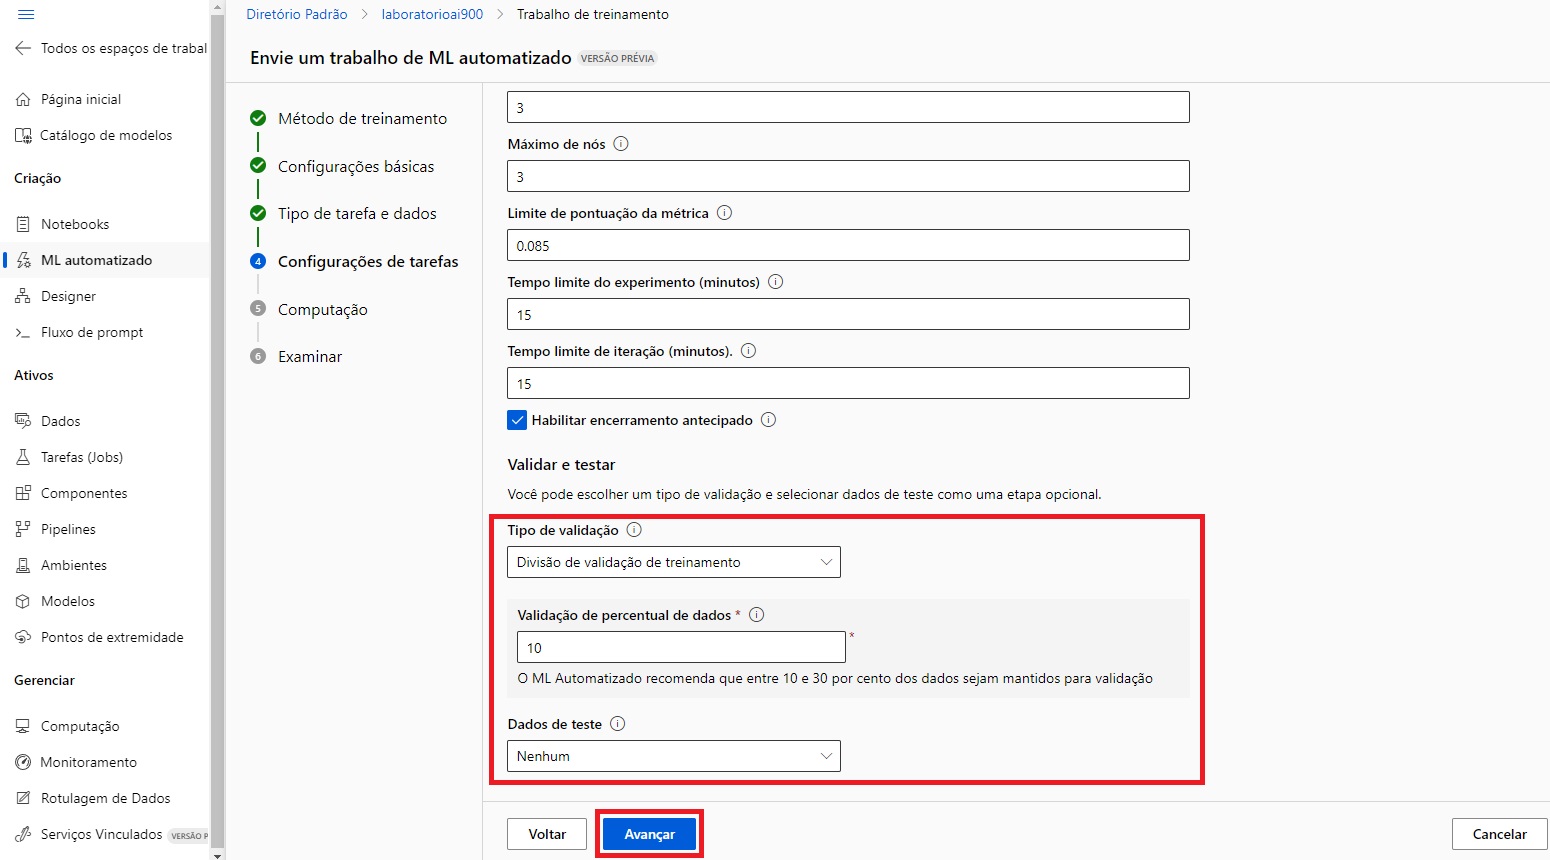 Todos os espaços de trabal
Página inicial
Catálogo de modelos
Criação
Notebooks
ML automatizado
Designer
Fluxo de prompt
Ativos
Dados
Tarefas (Jobs)
Componentes
Pipelines
Ambientes
Modelos
Pontos de extremidade
Gerenciar
Computação
Monitoramento
Rotulagem de Dados
Serviços Vinculados VERSÃO P
Diretório Padrão > laboratorioai900 > Trabalho de treinamento
Envie um trabalho de ML automatizado VERSÃO PRÉVIA
Método de treinamento
Configurações básicas
Tipo de tarefa e dados
4 Configurações de tarefas
5 Computação
6 Examinar
3
Máximo de nós
3
Limite de pontuação da métrica
0.085
Tempo limite do experimento (minutos)
15
Tempo limite de iteração (minutos).
15
Habilitar encerramento antecipado
Validar e testar
Você pode escolher um tipo de validação e selecionar dados de teste como uma etapa opcional.
Tipo de validação
Divisão de validação de treinamento
Validação de percentual de dados *
10 *
O ML Automatizado recomenda que entre 10 e 30 por cento dos dados sejam mantidos para validação
Dados de teste
Nenhum
Voltar Avançar Cancelar